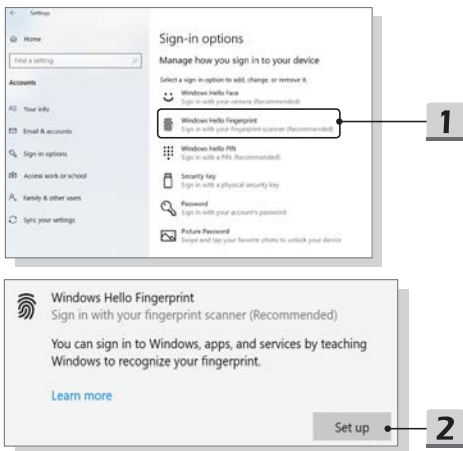 Settings
Home
Find a setting
Accounts
Your info
Email & accounts
Sign-in options
Access work or school
Family & other users
Sync your settings
Sign-in options
Manage how you sign in to your device
Select a sign-in option to add, change, or remove it.
Windows Hello Face
Sign in with your camera (Recommended)
Windows Hello Fingerprint
Sign in with your fingerprint scanner (Recommended)
Windows Hello PIN
Sign in with a PIN (Recommended)
Security Key
Sign in with a physical security key
Password
Sign in with your account's password
Picture Password
Swipe and tap your favorite photo to unlock your device
1
Windows Hello Fingerprint
Sign in with your fingerprint scanner (Recommended)
You can sign in to Windows, apps, and services by teaching
Windows to recognize your fingerprint.
Learn more
Set up
2